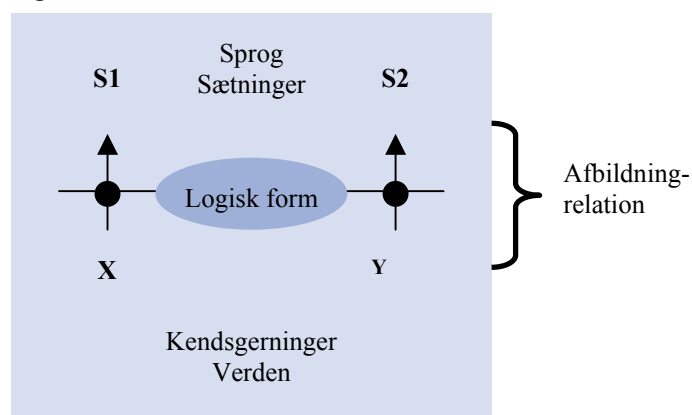 Sprog
Sætninger
S1
S2
Logisk form
Afbildning-
relation
X
Y
Kendsgerninger
Verden